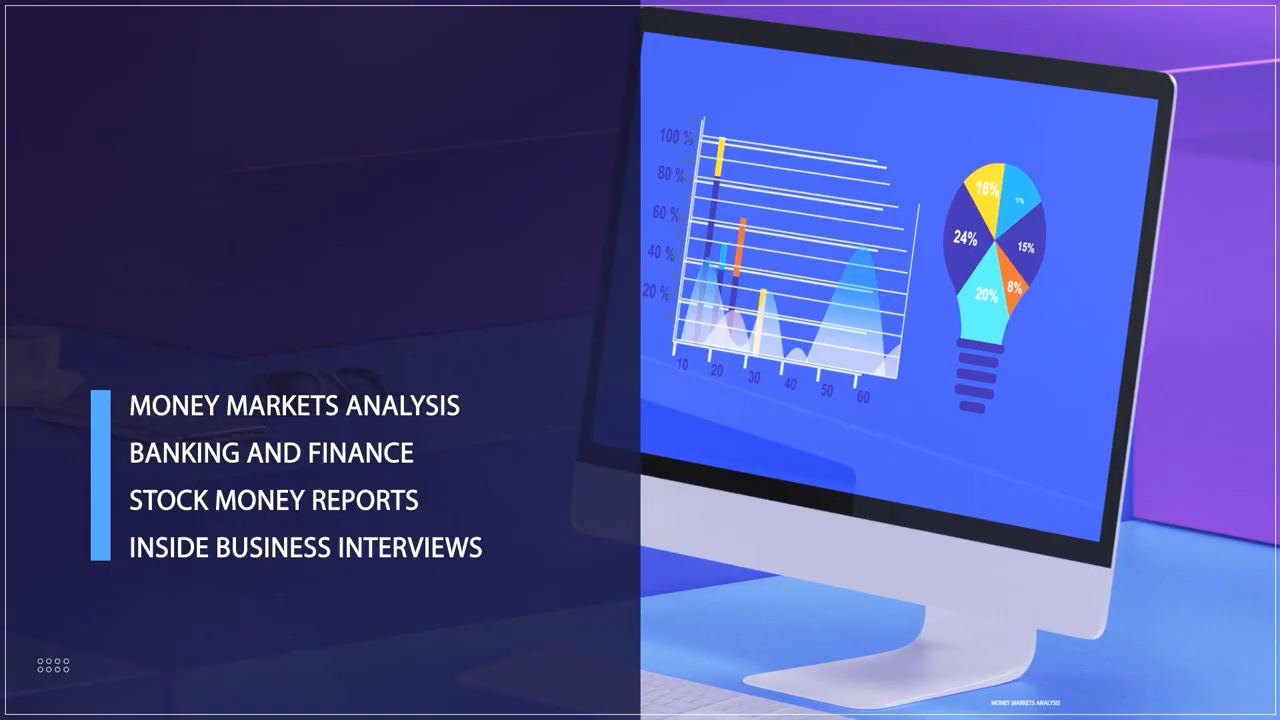 MONEY MARKETS ANALYSIS
BANKING AND FINANCE
STOCK MONEY REPORTS
INSIDE BUSINESS INTERVIEWS
100 %
80 %
60 %
40 %
20 %
10 20 30 40 50 60
16%
17%
24%
15%
8%
20%
MONEY MARKETS ANALYSIS